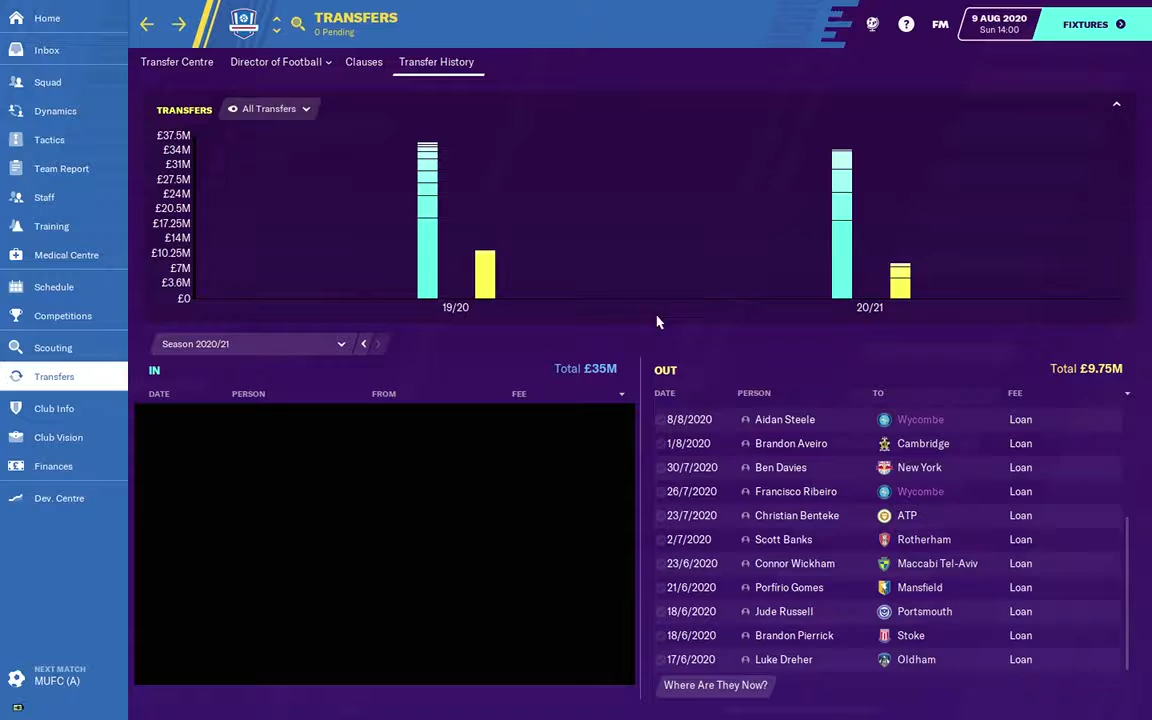 Home
Inbox
Squad
Dynamics
Tactics
Team Report
Staff
Training
Medical Centre
Schedule
Competitions
Scouting
Transfers
Club Info
Club Vision
Finances
Dev. Centre
NEXT MATCH
MUFC (A)
TRANSFERS
0 Pending
FM
9 AUG 2020
Sun 14:00
FIXTURES
Transfer Centre Director of Football Clauses Transfer History
TRANSFERS All Transfers
£37.5M
£34M
£31M
£27.5M
£24M
£20.5M
£17.25M
£14M
£10.25M
£7M
£3.6M
£0
19/20 20/21
Season 2020/21
IN Total £35M
DATE PERSON FROM FEE
OUT Total £9.75M
DATE PERSON TO FEE
8/8/2020 Aidan Steele Wycombe Loan
1/8/2020 Brandon Aveiro Cambridge Loan
30/7/2020 Ben Davies New York Loan
26/7/2020 Francisco Ribeiro Wycombe Loan
23/7/2020 Christian Benteke ATP Loan
2/7/2020 Scott Banks Rotherham Loan
23/6/2020 Connor Wickham Maccabi Tel-Aviv Loan
21/6/2020 Porfírio Gomes Mansfield Loan
18/6/2020 Jude Russell Portsmouth Loan
18/6/2020 Brandon Pierrick Stoke Loan
17/6/2020 Luke Dreher Oldham Loan
Where Are They Now?